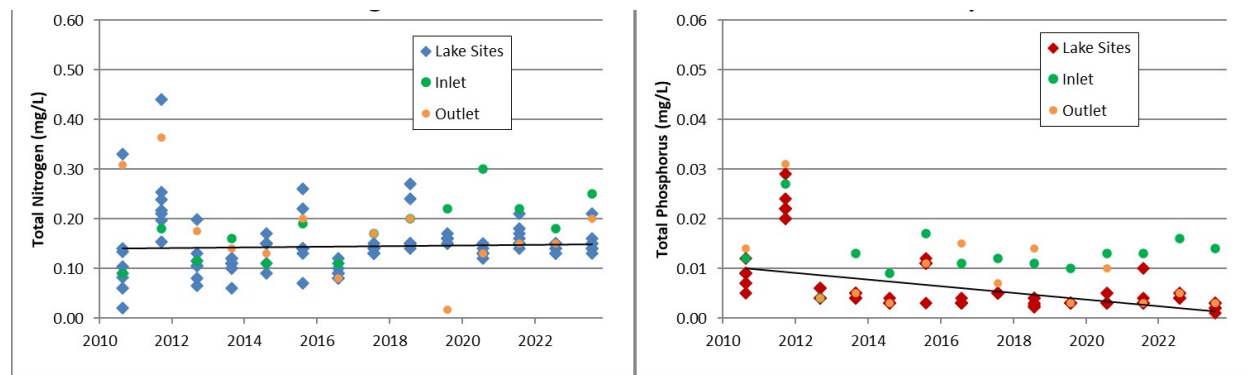 Total Nitrogen (mg/L)
0.60
0.50
0.40
0.30
0.20
0.10
0.00
2010 2012 2014 2016 2018 2020 2022
Lake Sites
Inlet
Outlet
Total Phosphorus (mg/L)
0.06
0.05
0.04
0.03
0.02
0.01
0.00
2010 2012 2014 2016 2018 2020 2022
Lake Sites
Inlet
Outlet